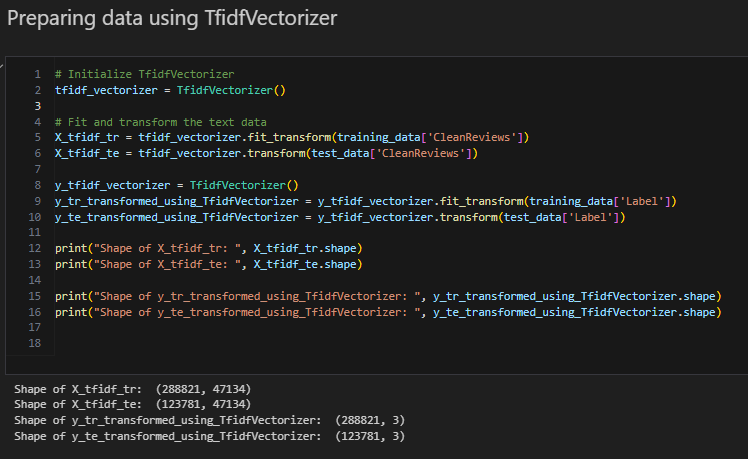 Preparing data using TfidfVectorizer
1 # Initialize TfidfVectorizer
2 tfidf_vectorizer = TfidfVectorizer()
3
4 # Fit and transform the text data
5 X_tfidf_tr = tfidf_vectorizer.fit_transform(training_data['CleanReviews'])
6 X_tfidf_te = tfidf_vectorizer.transform(test_data['CleanReviews'])
7
8 y_tfidf_vectorizer = TfidfVectorizer()
9 y_tr_transformed_using_TfidfVectorizer = y_tfidf_vectorizer.fit_transform(training_data['Label'])
10 y_te_transformed_using_TfidfVectorizer = y_tfidf_vectorizer.transform(test_data['Label'])
11
12 print("Shape of X_tfidf_tr: ", X_tfidf_tr.shape)
13 print("Shape of X_tfidf_te: ", X_tfidf_te.shape)
14
15 print("Shape of y_tr_transformed_using_TfidfVectorizer: ", y_tr_transformed_using_TfidfVectorizer.shape)
16 print("Shape of y_te_transformed_using_TfidfVectorizer: ", y_te_transformed_using_TfidfVectorizer.shape)
17
18
Shape of X_tfidf_tr:  (288821, 47134)
Shape of X_tfidf_te:  (123781, 47134)
Shape of y_tr_transformed_using_TfidfVectorizer:  (288821, 3)
Shape of y_te_transformed_using_TfidfVectorizer:  (123781, 3)